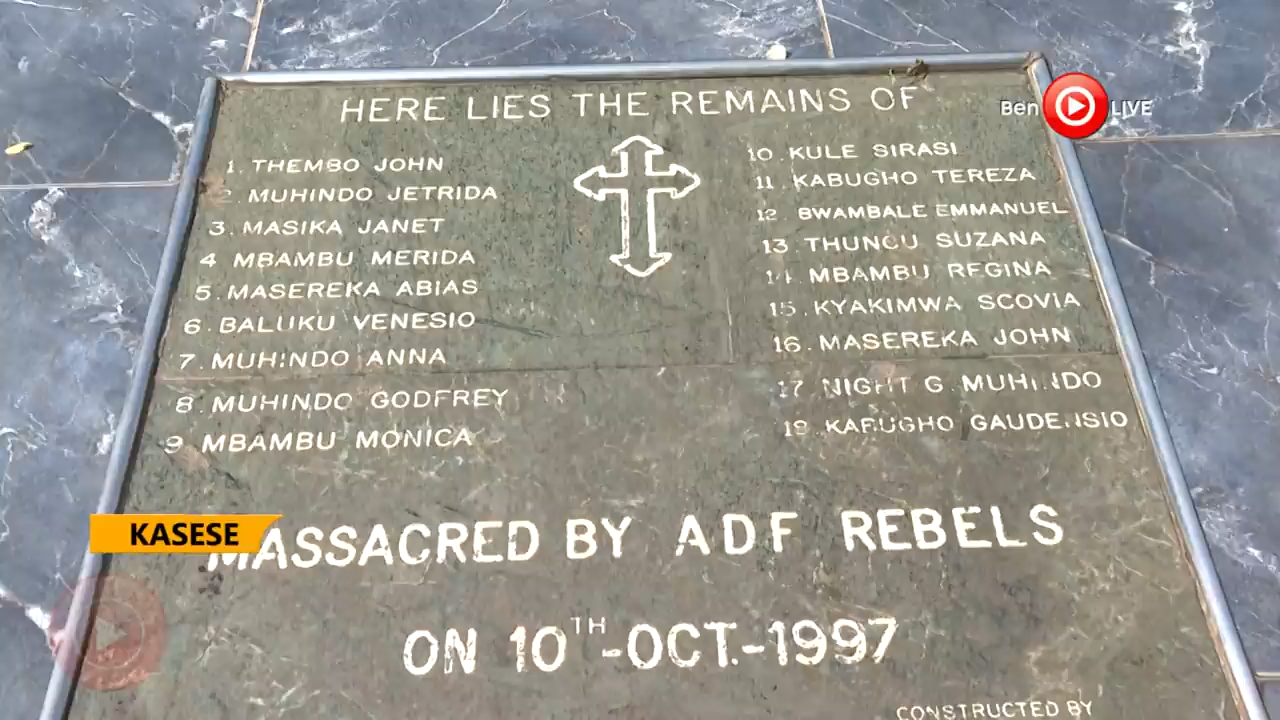 HERE LIES THE REMAINS OF
1. THEMBO JOHN
2. MUHINDO JETRIDA
3. MASIKA JANET
4 MBAMBU MERIDA
5. MASEREKA ABIAS
6. BALUKU VENESIO
7. MUHINDO ANNA
8. MUHINDO GODFREY
9 MBAMBU MONICA
10. KULE SIRASI
11. KABUGHO TEREZA
12. BWAMBALE EMMANUEL
13 THUNGU SUZANA
14. MBAMBU REGINA
15. KYAKIMWA SCOVIA
16. MASEREKA JOHN
17 NIGHT G. MUHINDO
18 KABUGHO GAUDENSIO
MASSACRED BY ADF REBELS
ON 10TH-OCT.-1997
CONSTRUCTED BY
Ben LIVE
KASESE